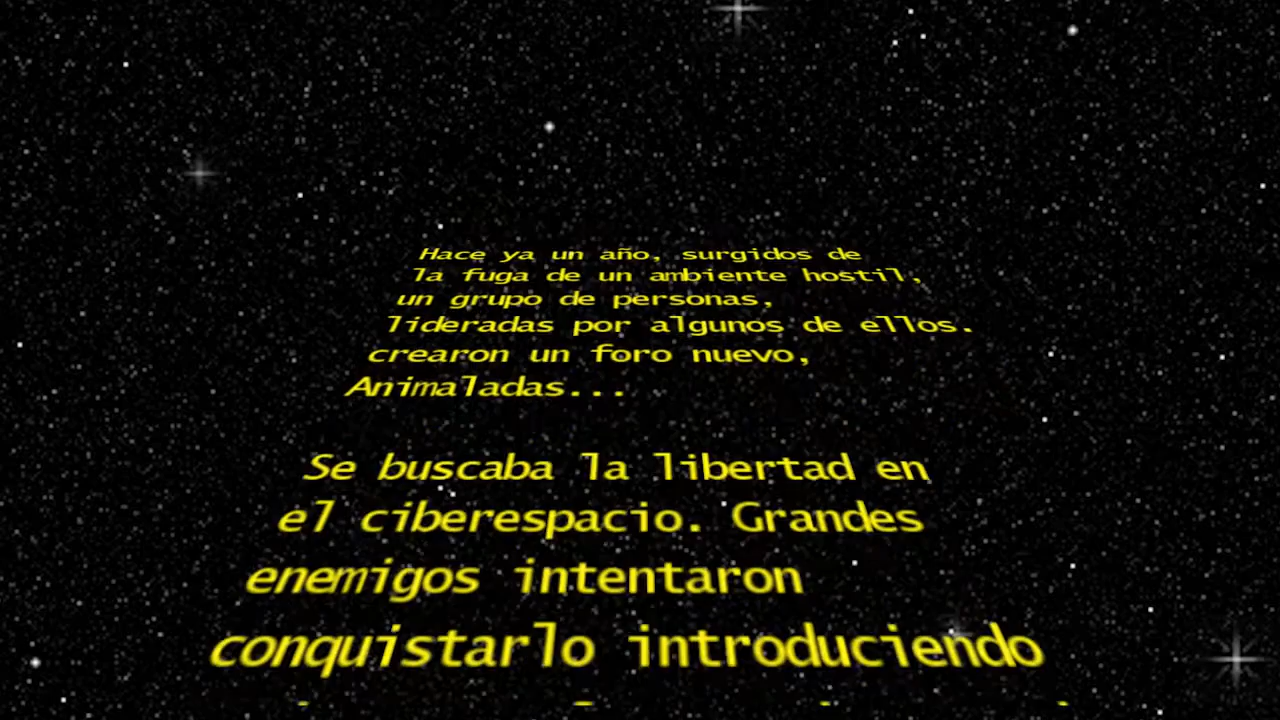 Hace ya un año, surgidos de
la fuga de un ambiente hostil,
un grupo de personas,
lideradas por algunos de ellos.
crearon un foro nuevo,
Animaladas...
Se buscaba la libertad en
el ciberespacio. Grandes
enemigos intentaron
conquistarlo introduciendo